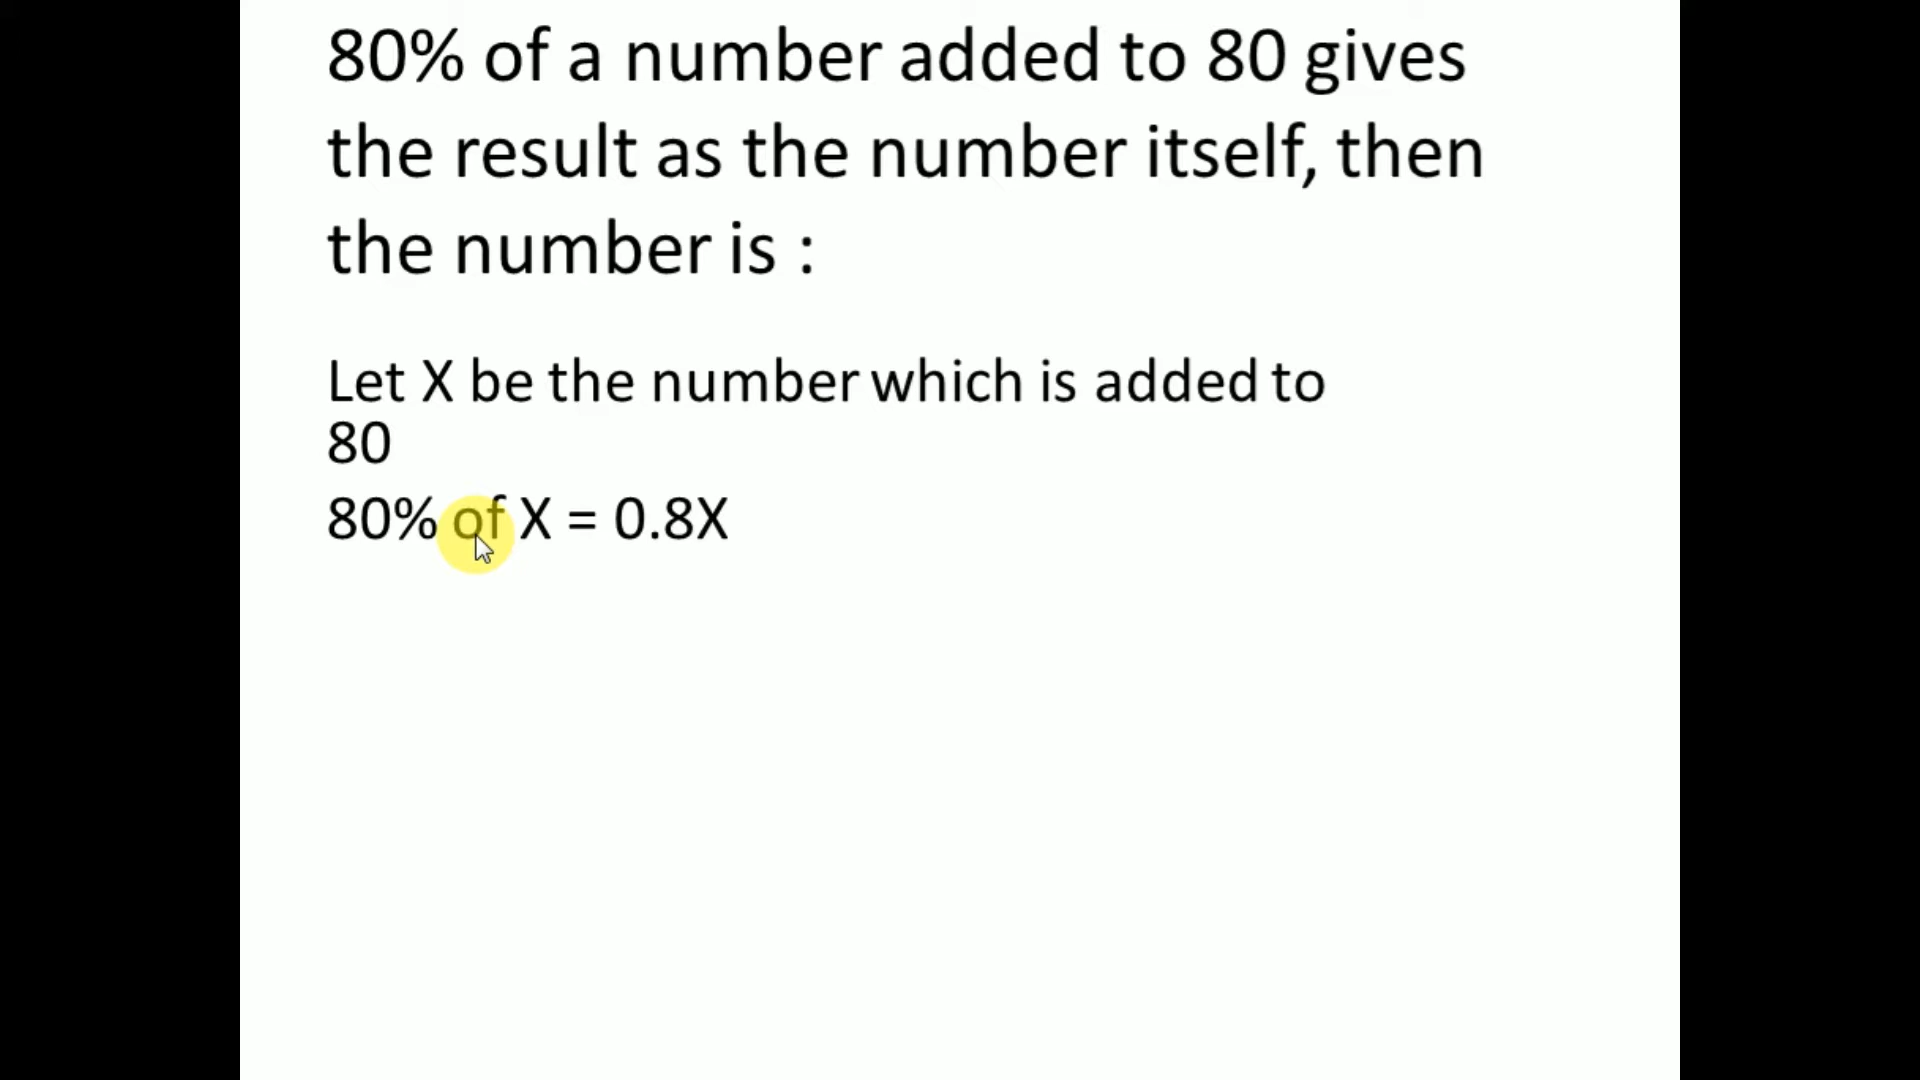 80% of a number added to 80 gives
the result as the number itself, then
the number is :
Let X be the number which is added to
80
80% of X = 0.8X